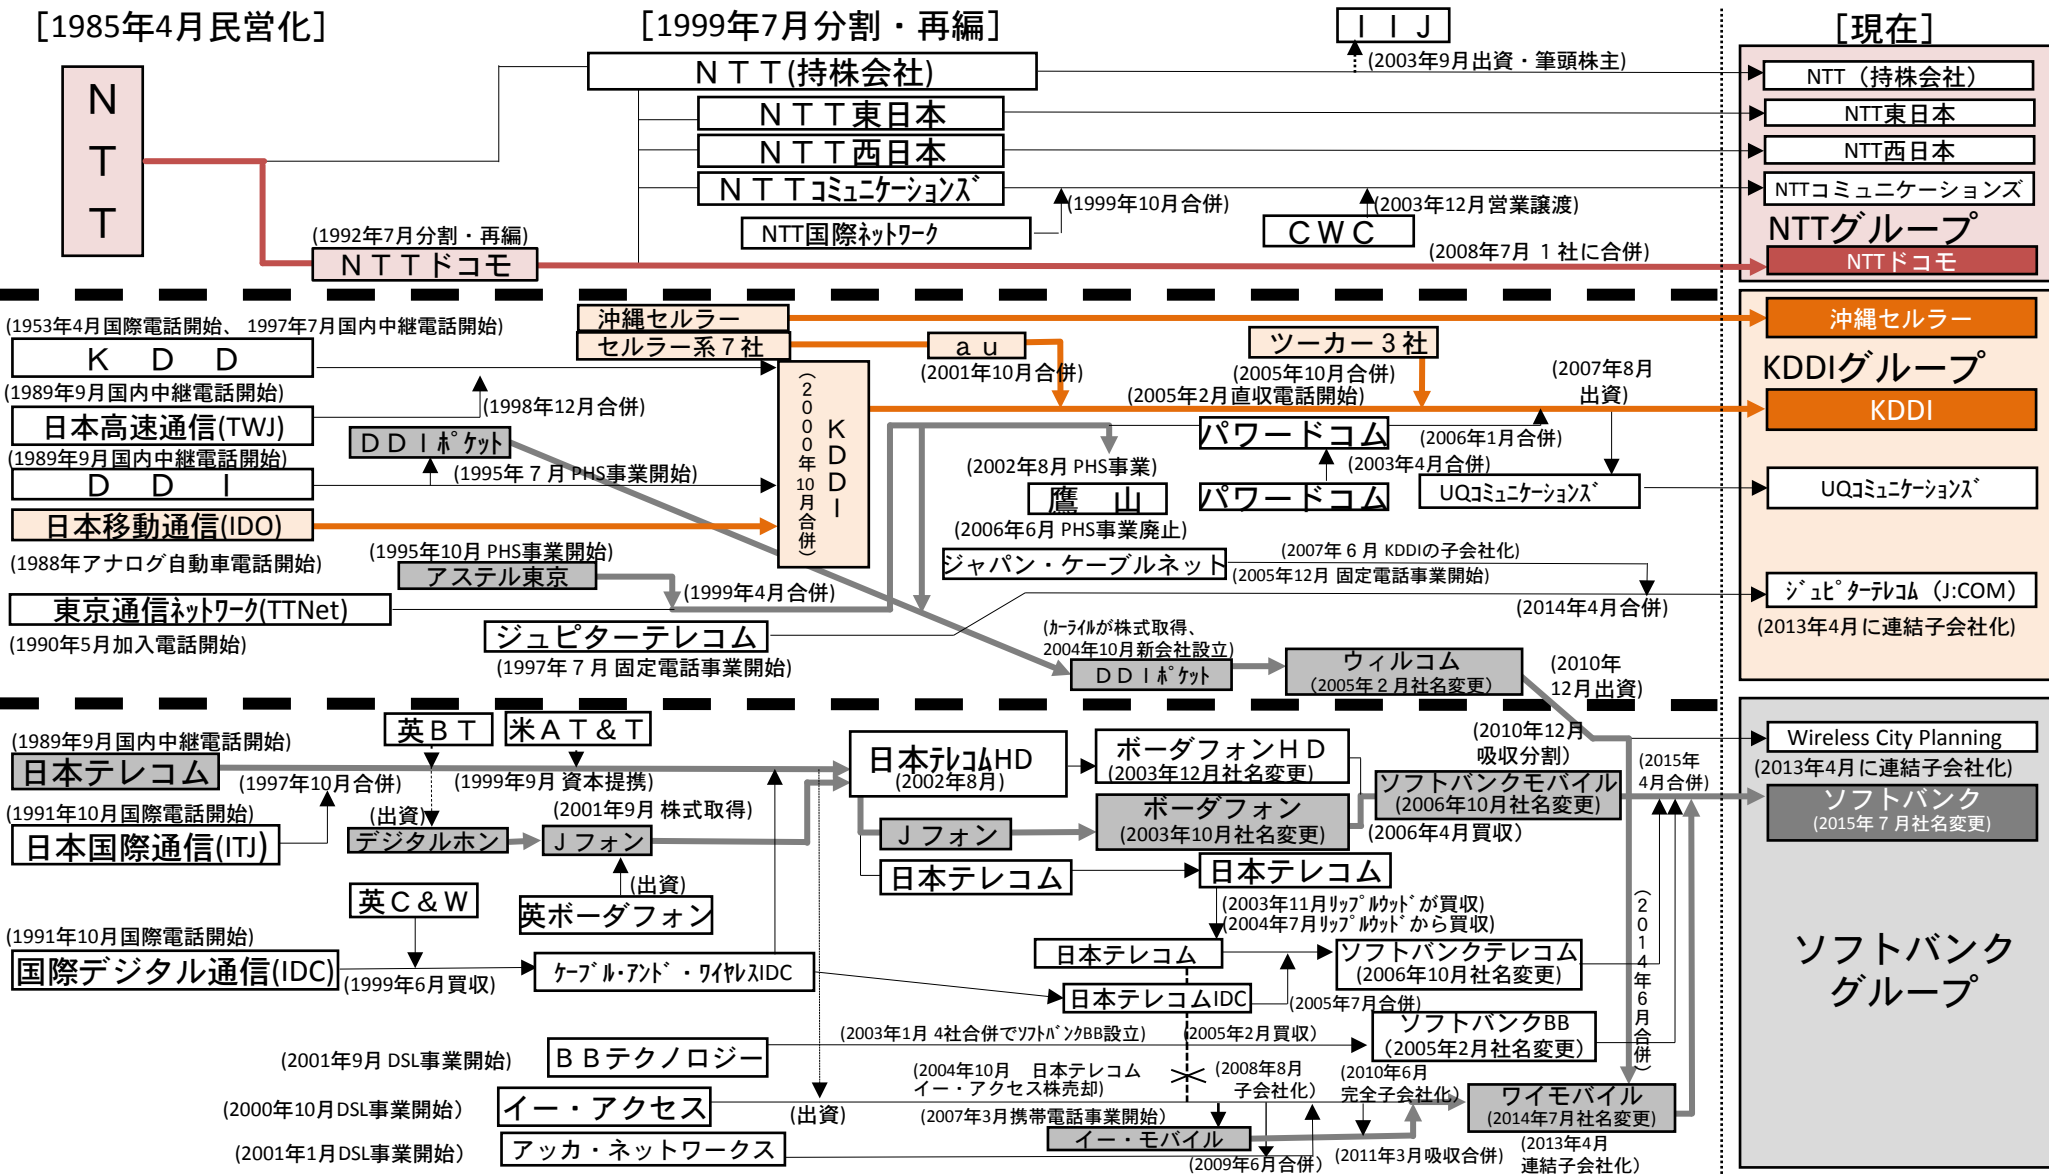 [1985年4月民営化]
[1999年7月分割・再編]
[現在]
ＩＩＪ
(2003年9月出資・筆頭株主)
N
T
T
ＮＴＴ(持株会社)
ＮＴＴ東日本
ＮＴＴ西日本
ＮＴＴｺﾐｭﾆｹｰｼｮﾝｽﾞ
(1999年10月合併)
(2003年12月営業譲渡)
NTT国際ﾈｯﾄﾜｰｸ
ＣＷＣ
(1992年7月分割・再編)
ＮＴＴドコモ
(2008年7月 1 社に合併)
NTT（持株会社）
NTT東日本
NTT西日本
NTTコミュニケーションズ
NTTグループ
NTTドコモ
(1953年4月国際電話開始、 1997年7月国内中継電話開始)
Ｋ Ｄ Ｄ
(1989年9月国内中継電話開始)
日本高速通信(TWJ)
(1998年12月合併)
(1989年9月国内中継電話開始)
Ｄ Ｄ Ｉ
ＤＤＩﾎﾟｹｯﾄ
(1995年 7 月 PHS事業開始)
日本移動通信(IDO)
(1988年アナログ自動車電話開始)
(1995年10月 PHS事業開始)
アステル東京
(1999年4月合併)
東京通信ﾈｯﾄﾜｰｸ(TTNet)
(1990年5月加入電話開始)
ジュピターテレコム
(1997年 7 月 固定電話事業開始)
沖縄セルラー
セルラー系７社
ａｕ
(2001年10月合併)
ツーカー３社
(2005年10月合併)
(2005年2月直収電話開始)
(2007年8月
出資)
KDDI
（2000年10月合併）
パワードコム
(2006年1月合併)
(2003年4月合併)
パワードコム
(2002年8月 PHS事業)
鷹 山
(2006年6月 PHS事業廃止)
UQｺﾐｭﾆｹｰｼｮﾝｽﾞ
ジャパン・ケーブルネット
(2007年 6 月 KDDIの子会社化)
(2005年12月 固定電話事業開始)
(2014年4月合併)
(ｶｰﾗｲﾙが株式取得、
2004年10月新会社設立)
ＤＤＩﾎﾟｹｯﾄ
ウィルコム
（2005年２月社名変更）
(2010年
12月出資)
沖縄セルラー
KDDIグループ
KDDI
UQｺﾐｭﾆｹｰｼｮﾝｽﾞ
ｼﾞｭﾋﾟﾀｰﾃﾚｺﾑ（J:COM）
(2013年4月に連結子会社化)
(1989年9月国内中継電話開始)
日本テレコム
(1997年10月合併)
(1991年10月国際電話開始)
日本国際通信(ITJ)
英ＢＴ
米ＡＴ＆Ｔ
(1999年9月 資本提携)
(出資)
デジタルホン
(2001年9月 株式取得)
Ｊフォン
(出資)
英ボーダフォン
英Ｃ＆Ｗ
(1991年10月国際電話開始)
国際デジタル通信(IDC)
(1999年6月買収)
ｹｰﾌﾞﾙ･ｱﾝﾄﾞ・ﾜｲﾔﾚｽIDC
日本ﾃﾚｺﾑHD
(2002年8月)
ボーダフォンＨＤ
(2003年12月社名変更)
Ｊフォン
ボーダフォン
(2003年10月社名変更)
(2010年12月
吸収分割）
ソフトバンクモバイル
(2006年10月社名変更)
(2006年4月買収）
(2015年
4月合併)
日本テレコム
日本テレコム
(2003年11月ﾘｯﾌﾟﾙｳｯﾄﾞが買収)
(2004年7月ﾘｯﾌﾟﾙｳｯﾄﾞから買収)
日本テレコム
ソフトバンクテレコム
(2006年10月社名変更)
日本テレコムIDC
(2005年7月合併)
(2003年1月 4社合併でｿﾌﾄﾊﾞﾝｸBB設立)
(2005年2月買収）
ソフトバンクBB
（2005年2月社名変更）
(2001年9月 DSL事業開始)
ＢＢテクノロジー
(2004年10月 日本テレコム
イー・アクセス株売却)
(2008年8月
子会社化）
(2010年6月
完全子会社化)
（2014年6月合併）
(2000年10月DSL事業開始）
イー・アクセス
(出資)
(2007年3月携帯電話事業開始）
イー・モバイル
(2001年1月DSL事業開始）
アッカ・ネットワークス
(2009年6月合併）
(2011年3月吸収合併)
ワイモバイル
(2014年7月社名変更)
(2013年4月
連結子会社化）
Wireless City Planning
(2013年4月に連結子会社化)
ソフトバンク
(2015年 7 月社名変更)
ソフトバンク
グループ